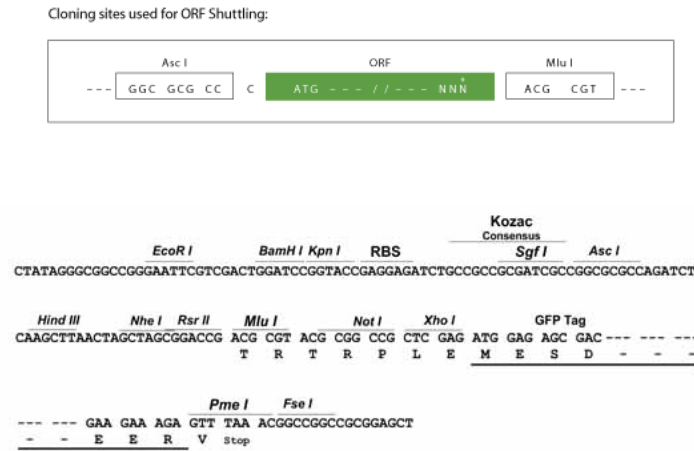 Cloning sites used for ORF Shuttling:
Asc I ORF Mlu I
--- GGC GCG CC C ATG --- // --- NNN* ACG CGT ---
Kozac
Consensus
EcoR I BamH I Kpn I RBS Sgf I Asc I
CTATAGGGCGGCCGGGAATTCGTCGACTGGATCCGGTACCGAGGAGATCTGCCGCCGCGATCGCCGGCGCGCCAGATCT
Hind III Nhe I Rsr II Mlu I Not I Xho I GFP Tag
CAAGCTTAACTAGCTAGCGGACCG ACG CGT ACG CGG CCG CTC GAG ATG GAG AGC GAC--- --- ---
T R T R P L E M E S D - - -
Pme I Fse I
--- --- GAA GAA AGA GTT TAA ACGGCCGGCCGCGGAGCT
- - E E R V Stop